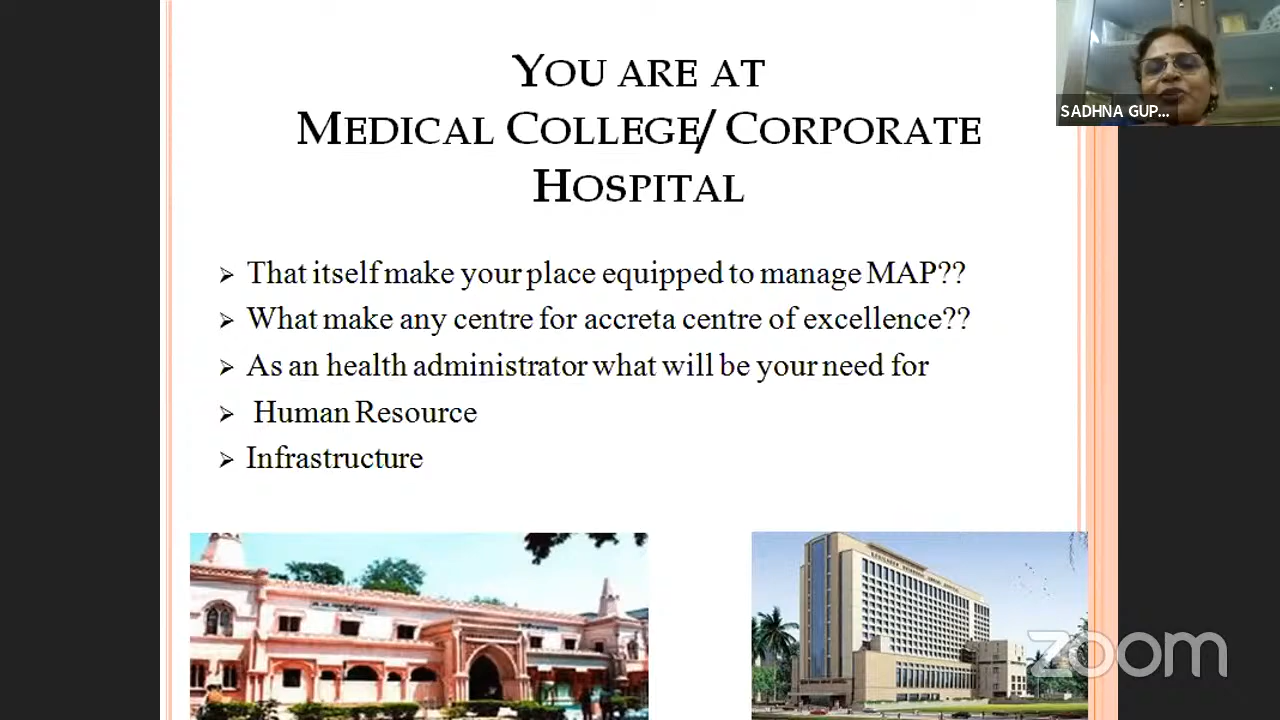 YOU ARE AT
MEDICAL COLLEGE/ CORPORATE
HOSPITAL
➢ That itself make your place equipped to manage MAP??
➢ What make any centre for accreta centre of excellence??
➢ As an health administrator what will be your need for
➢ Human Resource
➢ Infrastructure
SADHNA GUP...
zoom